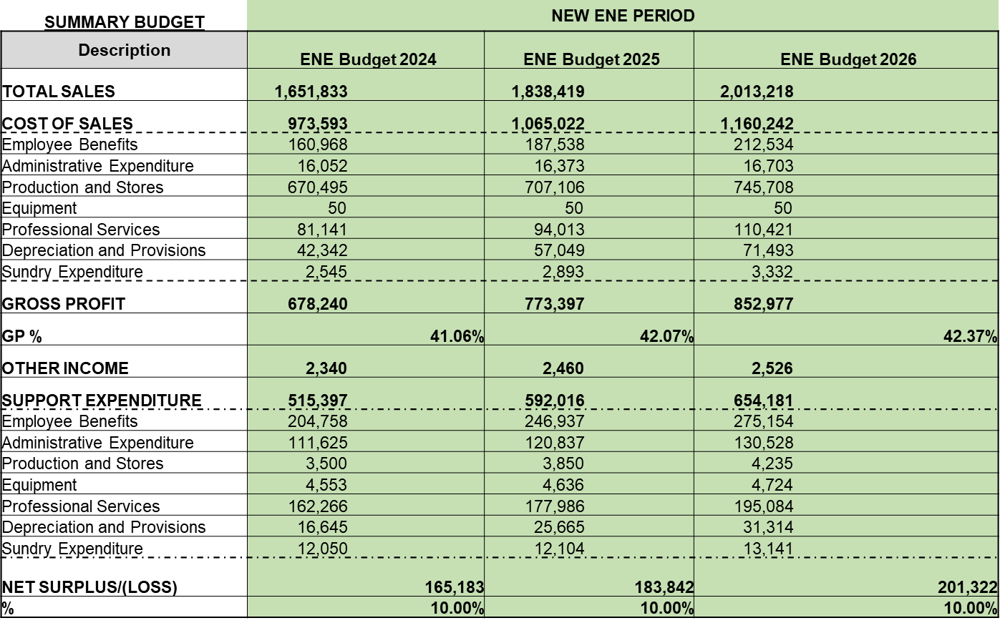 SUMMARY BUDGET NEW ENE PERIOD
Description ENE Budget 2024 ENE Budget 2025 ENE Budget 2026
TOTAL SALES 1,651,833 1,838,419 2,013,218
COST OF SALES 973,593 1,065,022 1,160,242
Employee Benefits 160,968 187,538 212,534
Administrative Expenditure 16,052 16,373 16,703
Production and Stores 670,495 707,106 745,708
Equipment 50 50 50
Professional Services 81,141 94,013 110,421
Depreciation and Provisions 42,342 57,049 71,493
Sundry Expenditure 2,545 2,893 3,332
GROSS PROFIT 678,240 773,397 852,977
GP % 41.06% 42.07% 42.37%
OTHER INCOME 2,340 2,460 2,526
SUPPORT EXPENDITURE 515,397 592,016 654,181
Employee Benefits 204,758 246,937 275,154
Administrative Expenditure 111,625 120,837 130,528
Production and Stores 3,500 3,850 4,235
Equipment 4,553 4,636 4,724
Professional Services 162,266 177,986 195,084
Depreciation and Provisions 16,645 25,665 31,314
Sundry Expenditure 12,050 12,104 13,141
NET SURPLUS/(LOSS) 165,183 183,842 201,322
% 10.00% 10.00% 10.00%